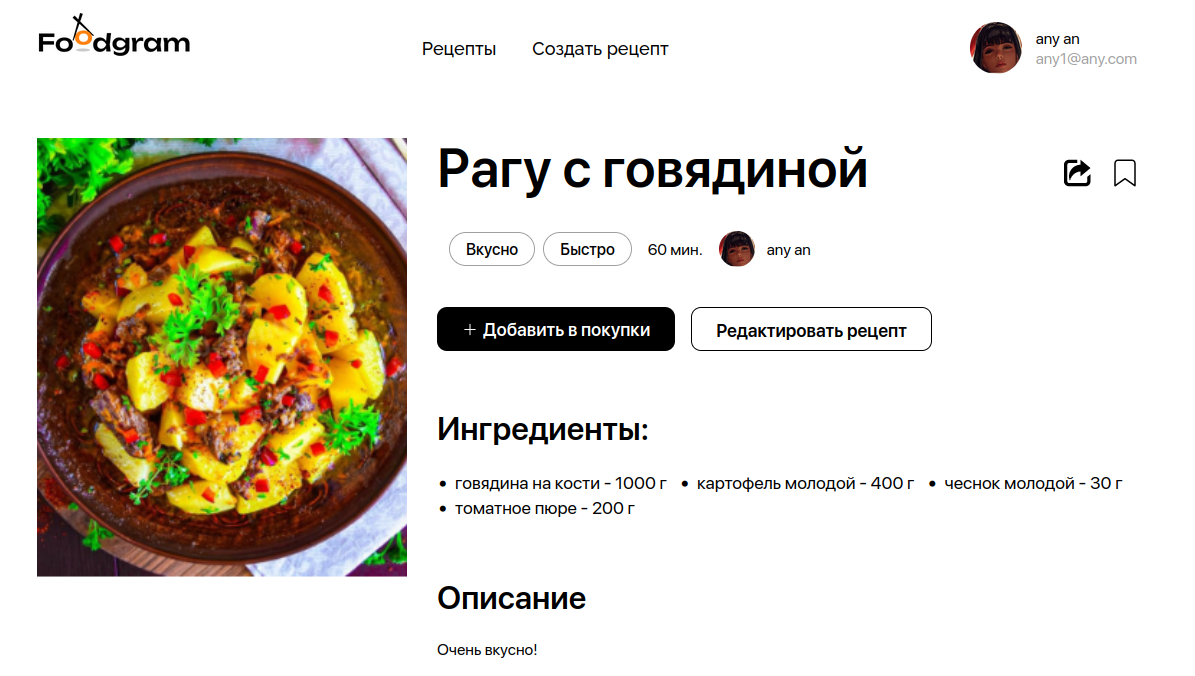 Foodgram
Рецепты Создать рецепт
any an
any1@any.com
Рагу с говядиной
Вкусно Быстро 60 мин. any an
+ Добавить в покупки Редактировать рецепт
Ингредиенты:
• говядина на кости - 1000 г • картофель молодой - 400 г • чеснок молодой - 30 г
• томатное пюре - 200 г
Описание
Очень вкусно!